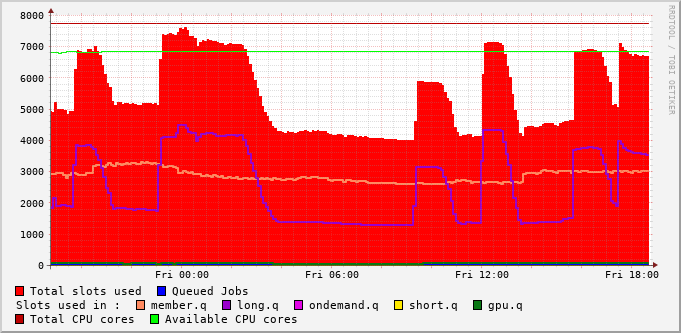 8000
7000
6000
5000
4000
3000
2000
1000
0
Fri 00:00 Fri 06:00 Fri 12:00 Fri 18:00
RRDTOOL / TOBI OETIKER
Total slots used Queued Jobs
Slots used in : member.q long.q ondemand.q short.q gpu.q
Total CPU cores Available CPU cores